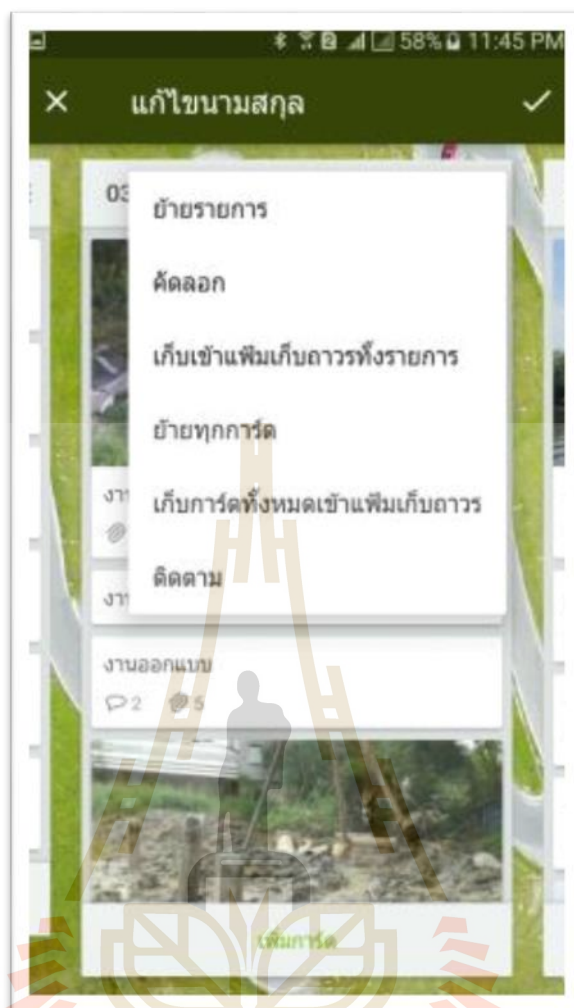 58% 11:45 PM
แก้ไขนามสกุล
03
ย้ายรายการ
คัดลอก
เก็บเข้าแฟ้มเก็บถาวรทั้งรายการ
ย้ายทุกการ์ด
งา
เก็บการ์ดทั้งหมดเข้าแฟ้มเก็บถาวร
ติดตาม
งา
งานออกแบบ
2 5
เพิ่มการ์ด